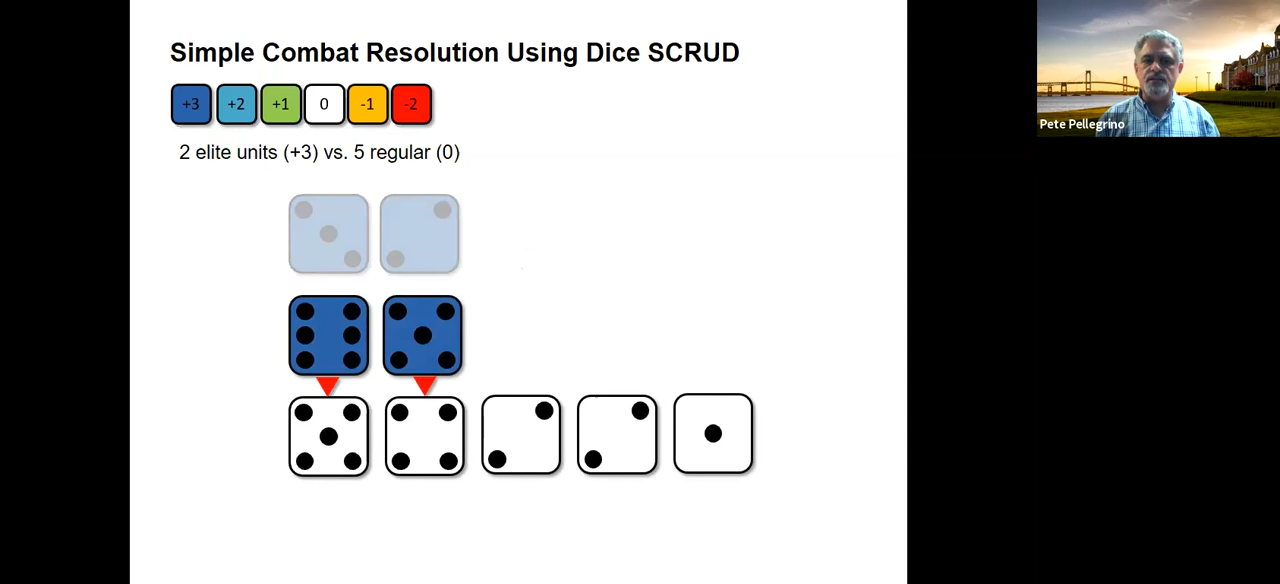 Simple Combat Resolution Using Dice SCRUD
+3 +2 +1 0 -1 -2
2 elite units (+3) vs. 5 regular (0)
Pete Pellegrino